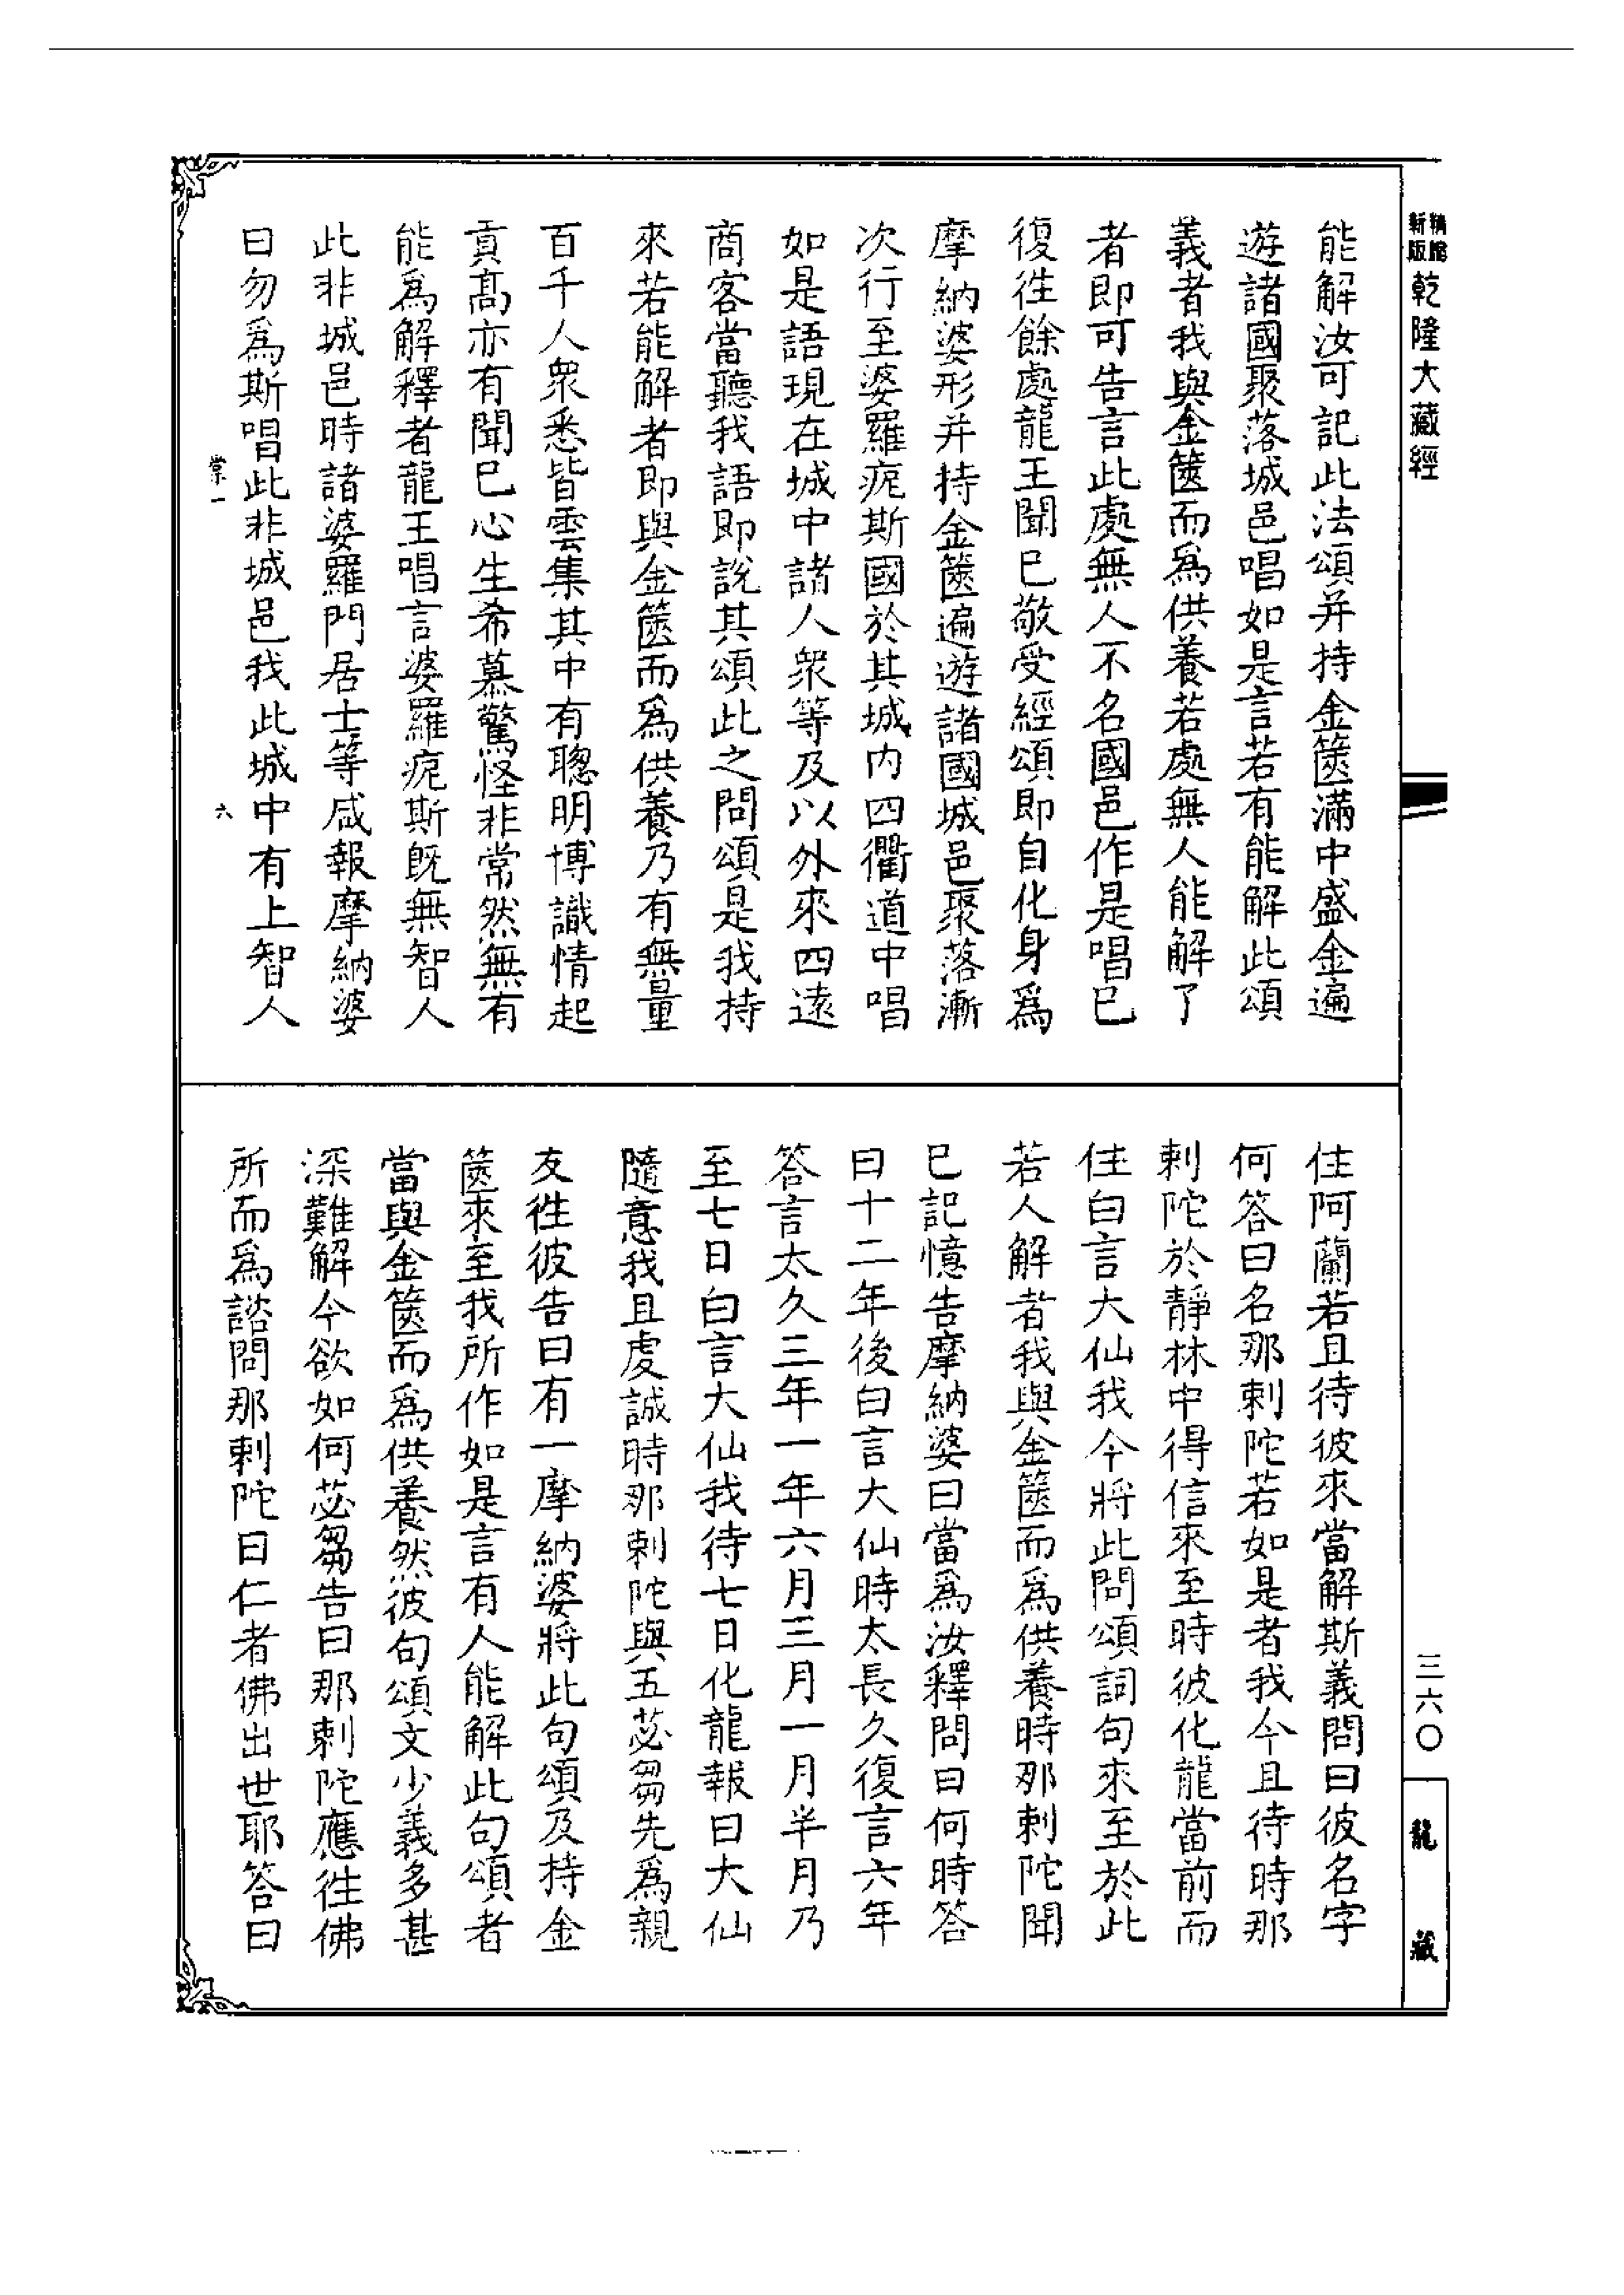 精縮新版 乾隆大藏經
三六〇
龍藏
能解汝可記此法頌并持金篋滿中盛金遍
遊諸國聚落城邑唱如是言若有能解此頌
義者我與金篋而爲供養若處無人能解了
者即可告言此處無人不名國邑作是唱已
復徃餘處龍王聞已敬受經頌即自化身爲
摩納婆形并持金篋遍遊諸國城邑聚落漸
次行至婆羅痆斯國於其城内四衢道中唱
如是語現在城中諸人衆等及以外來四遠
商客當聽我語即說其頌此之問頌是我持
來若能解者即與金篋而爲供養乃有無量
百千人衆悉皆雲集其中有聰明博識情起
貢髙亦有聞已心生希慕驚怪非常然無有
能爲解釋者龍王唱言婆羅痆斯既無智人
此非城邑時諸婆羅門居士等咸報摩納婆
曰勿爲斯唱此非城邑我此城中有上智人
棠一
六
住阿蘭若且待彼來當解斯義問曰彼名字
何答曰名那剌陀若如是者我今且待時那
剌陀於靜林中得信來至時彼化龍當前而
住白言大仙我今將此問頌詞句來至於此
若人解者我與金篋而爲供養時那剌陀聞
已記憶告摩納婆曰當爲汝釋問曰何時答
曰十二年後白言大仙時太長久復言六年
答言太久三年一年六月三月一月半月乃
至七日白言大仙我待七日化龍報曰大仙
隨意我且虔誠時那剌陀與五苾芻先爲親
友徃彼告曰有一摩納婆將此句頌及持金
篋來至我所作如是言有人能解此句頌者
當與金篋而爲供養然彼句頌文少義多甚
深難解今欲如何苾芻告曰那剌陀應徃佛
所而爲諮問那剌陀曰仁者佛出世耶答曰